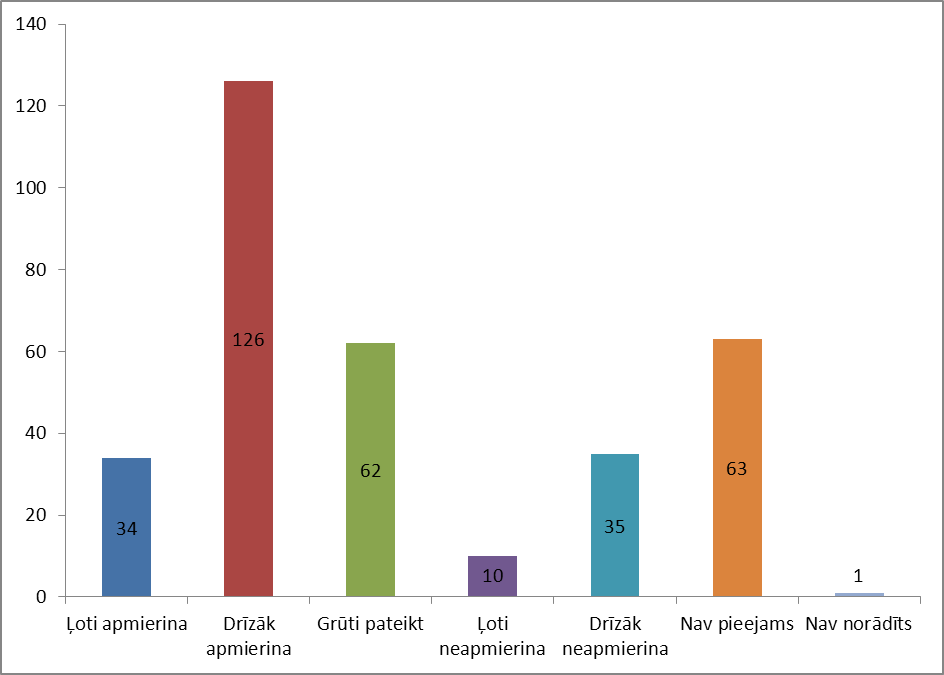 140
120
100
80
60
40
20
0
34
126
62
10
35
63
1
Ļoti apmierina
Drīzāk
apmierina
Grūti pateikt
Ļoti
neapmierina
Drīzāk
neapmierina
Nav pieejams
Nav norādīts